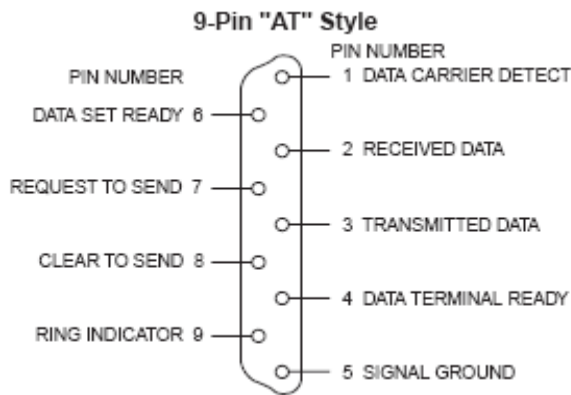 9-Pin "AT" Style
PIN NUMBER
1 DATA CARRIER DETECT
PIN NUMBER
DATA SET READY 6
2 RECEIVED DATA
REQUEST TO SEND 7
3 TRANSMITTED DATA
CLEAR TO SEND 8
4 DATA TERMINAL READY
RING INDICATOR 9
5 SIGNAL GROUND